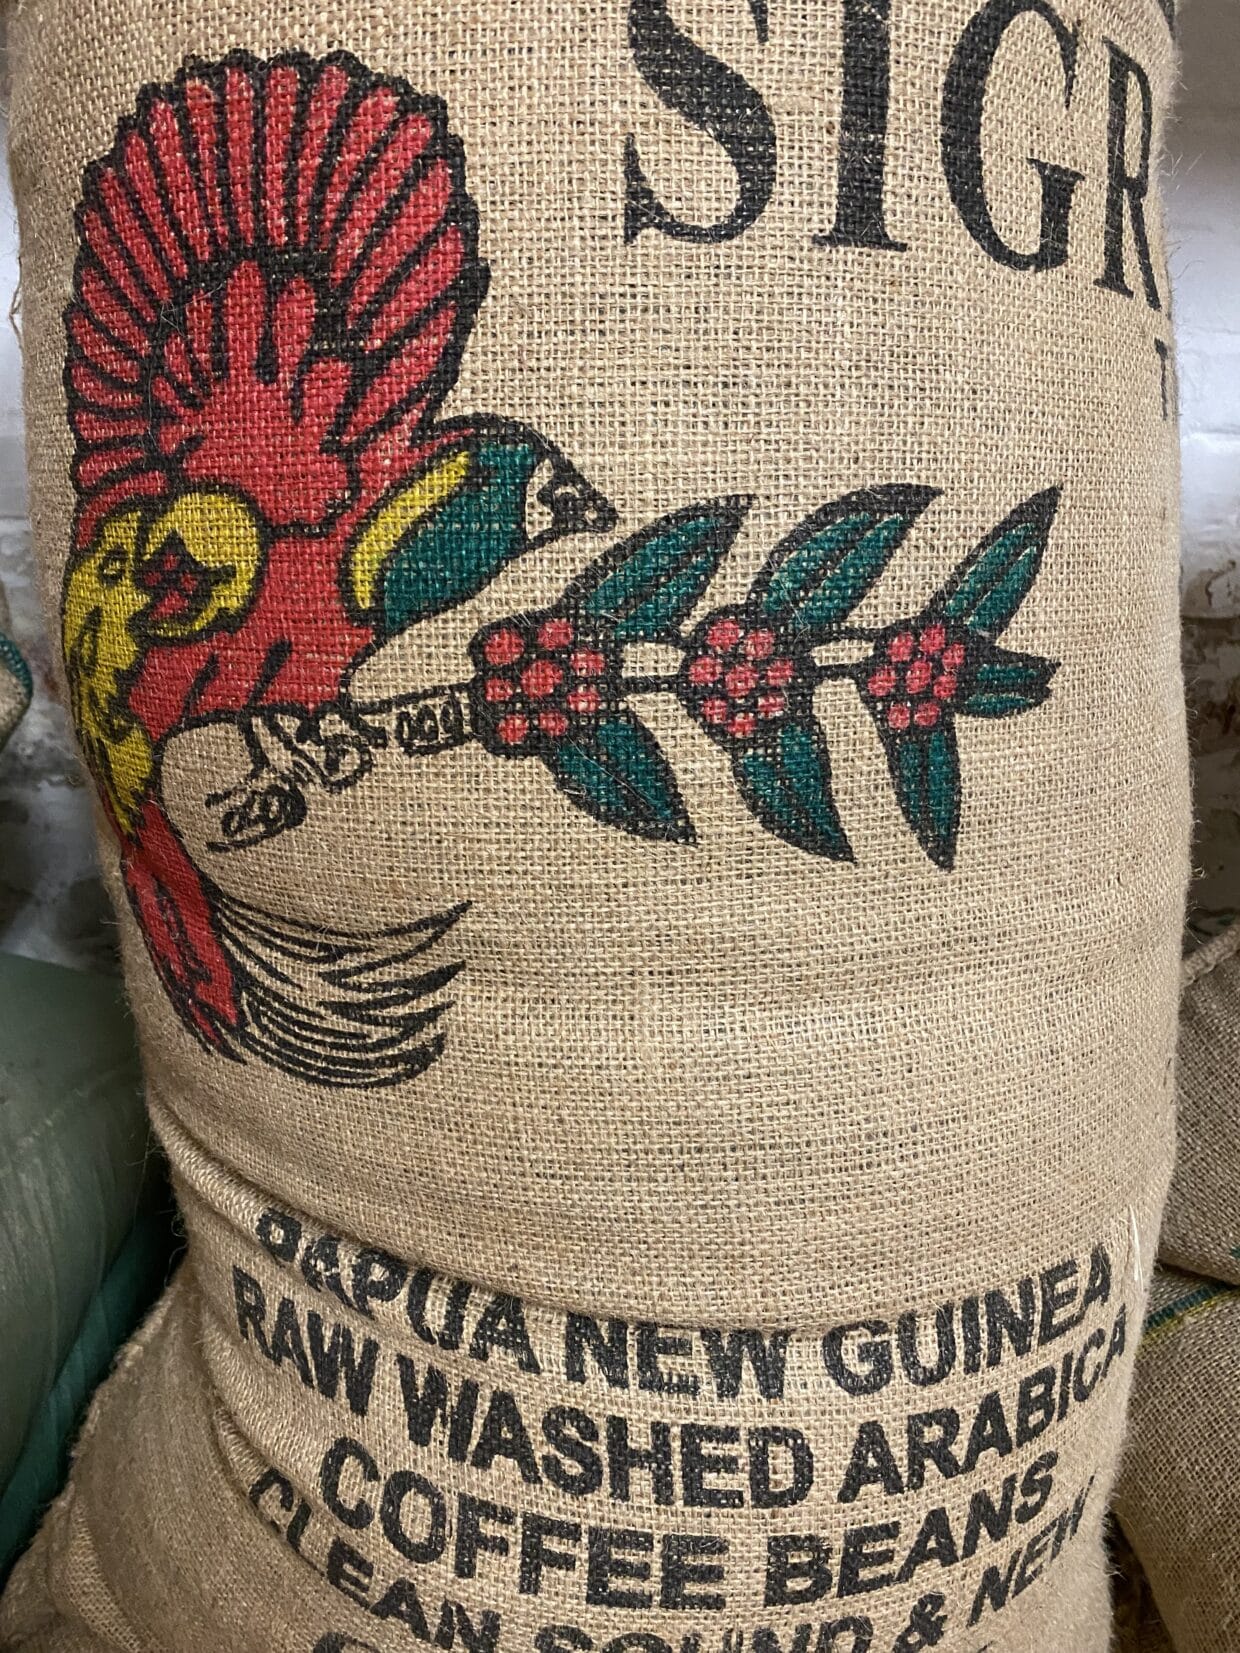 SIGR
PAPUA NEW GUINEA
RAW WASHED ARABICA
COFFEE BEANS
CLEAN SOUND & NEW